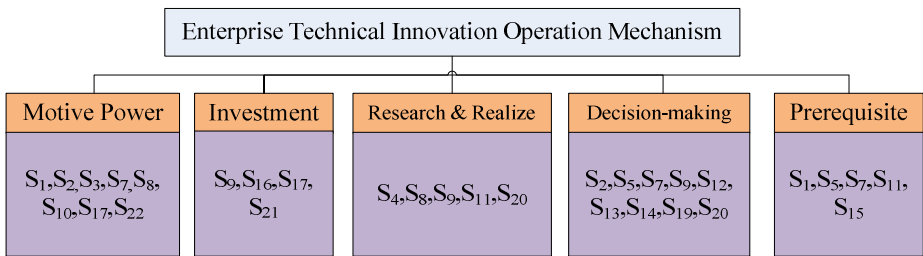 Enterprise Technical Innovation Operation Mechanism
Motive Power
S₁,S₂,S₃,S₇,S₈,
S₁₀,S₁₇,S₂₂
Investment
S₉,S₁₆,S₁₇,
S₂₁
Research & Realize
S₄,S₈,S₉,S₁₁,S₂₀
Decision-making
S₂,S₅,S₇,S₉,S₁₂,
S₁₃,S₁₄,S₁₉,S₂₀
Prerequisite
S₁,S₅,S₇,S₁₁,
S₁₅